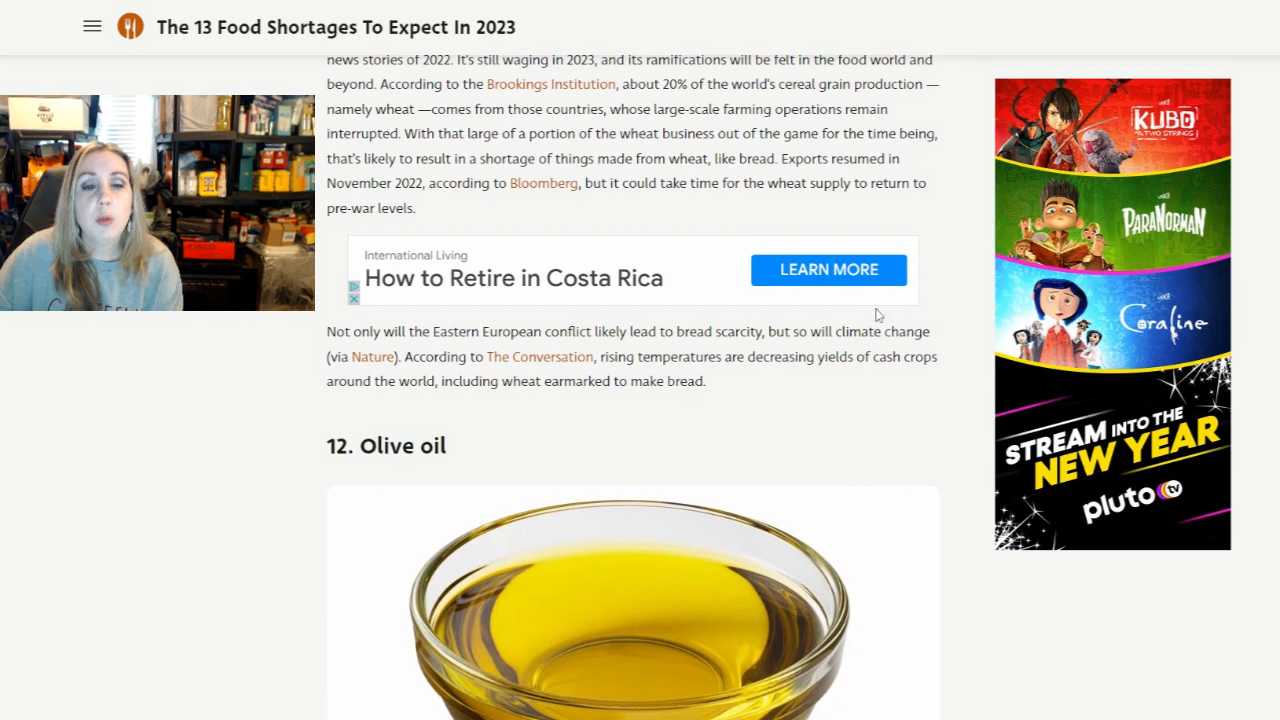 The 13 Food Shortages To Expect In 2023
news stories of 2022. It's still waging in 2023, and its ramifications will be felt in the food world and
beyond. According to the Brookings Institution, about 20% of the world's cereal grain production —
namely wheat —comes from those countries, whose large-scale farming operations remain
interrupted. With that large of a portion of the wheat business out of the game for the time being,
that's likely to result in a shortage of things made from wheat, like bread. Exports resumed in
November 2022, according to Bloomberg, but it could take time for the wheat supply to return to
pre-war levels.
International Living
How to Retire in Costa Rica
LEARN MORE
Not only will the Eastern European conflict likely lead to bread scarcity, but so will climate change
(via Nature). According to The Conversation, rising temperatures are decreasing yields of cash crops
around the world, including wheat earmarked to make bread.
12. Olive oil
KUBO
AND THE TWO STRINGS
PARANORMAN
Coraline
STREAM INTO THE
NEW YEAR
pluto tv